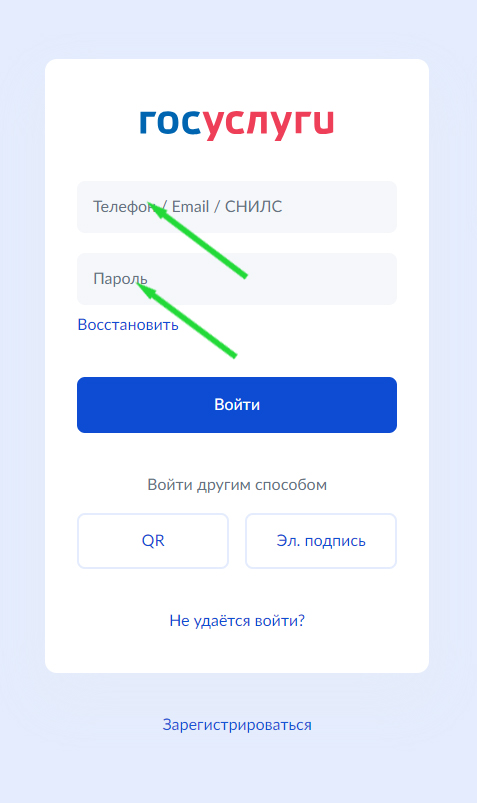 госуслуги
Телефон / Email / СНИЛС
Пароль
Восстановить
Войти
Войти другим способом
QR
Эл. подпись
Не удаётся войти?
Зарегистрироваться